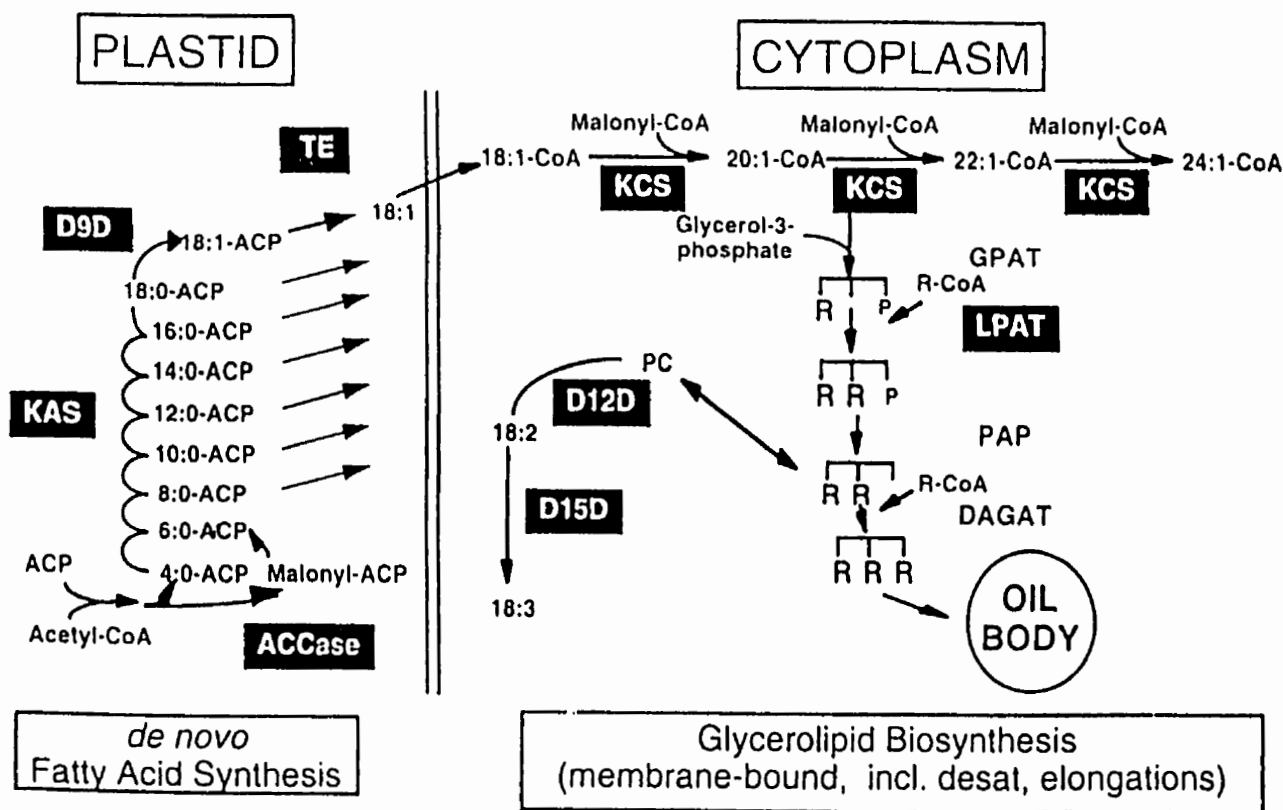 PLASTID
CYTOPLASM
TE
D9D
KAS
18:1
18:1-ACP
18:0-ACP
16:0-ACP
14:0-ACP
12:0-ACP
10:0-ACP
8:0-ACP
6:0-ACP
4:0-ACP
Malonyl-ACP
ACP
Acetyl-CoA
ACCase
Malonyl-CoA
Malonyl-CoA
Malonyl-CoA
18:1-CoA
20:1-CoA
22:1-CoA
24:1-CoA
KCS
KCS
KCS
Glycerol-3-
phosphate
GPAT
R-CoA
R P
LPAT
R R P
PC
D12D
18:2
D15D
18:3
PAP
R R
R-CoA
DAGAT
R R R
OIL
BODY
de novo
Fatty Acid Synthesis
Glycerolipid Biosynthesis
(membrane-bound, incl. desat, elongations)